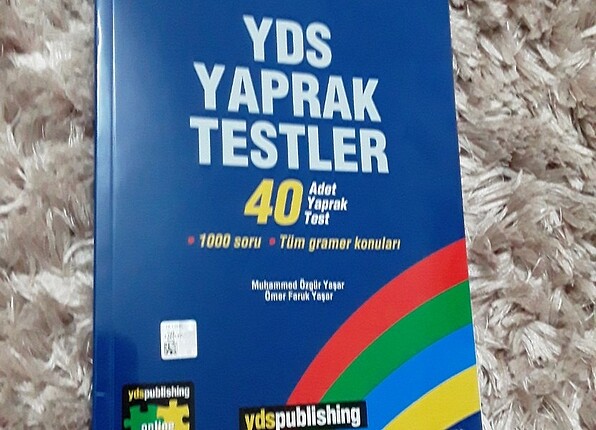 YDS
YAPRAK
TESTLER
40 Adet
Yaprak
Test
• 1000 soru • Tüm gramer konuları
Muhammed Özgür Yaşar
Ömer Faruk Yaşar
ydspublishing
online
ydspublishing